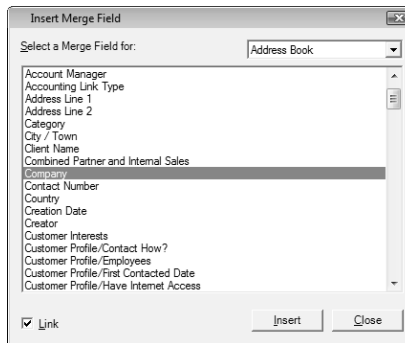 Insert Merge Field
Select a Merge Field for: Address Book
Account Manager
Accounting Link Type
Address Line 1
Address Line 2
Category
City / Town
Client Name
Combined Partner and Internal Sales
Company
Contact Number
Country
Creation Date
Creator
Customer Interests
Customer Profile/Contact How?
Customer Profile/Employees
Customer Profile/First Contacted Date
Customer Profile/Have Internet Access
Link Insert Close